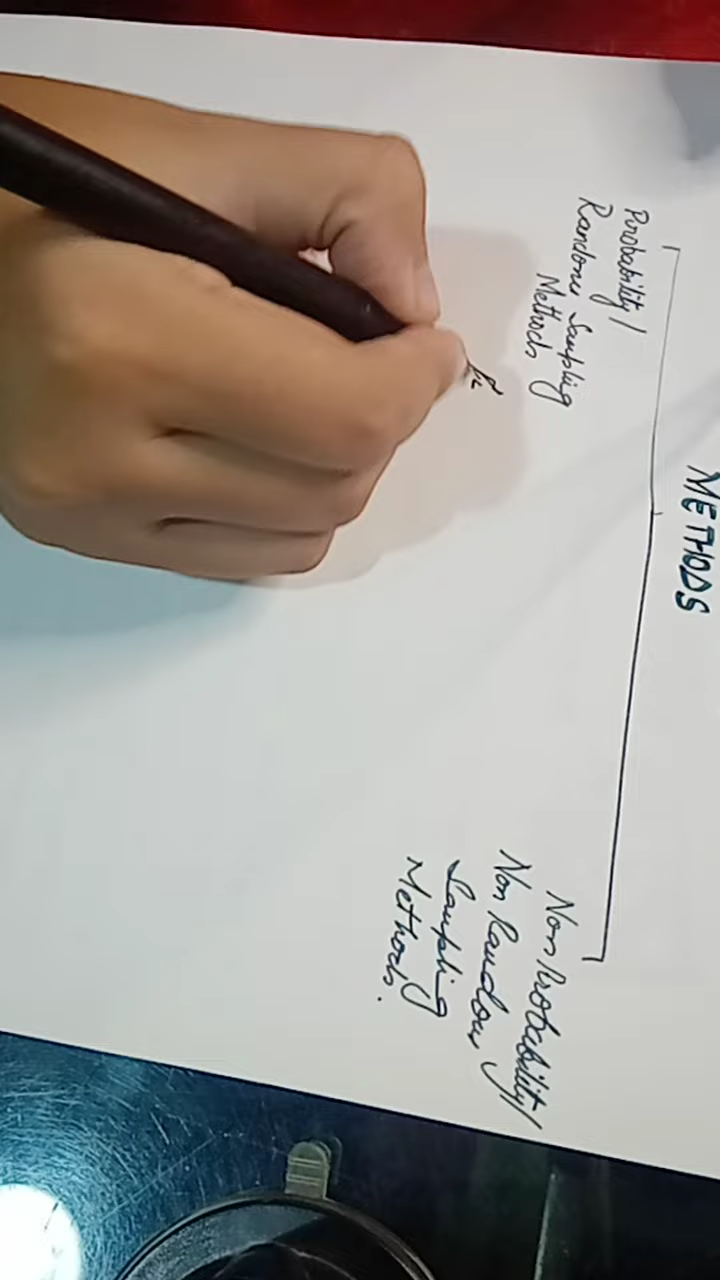 METHODS
Probability/
Random Sampling
Methods
Non Probability/
Non Random
Sampling
Methods.